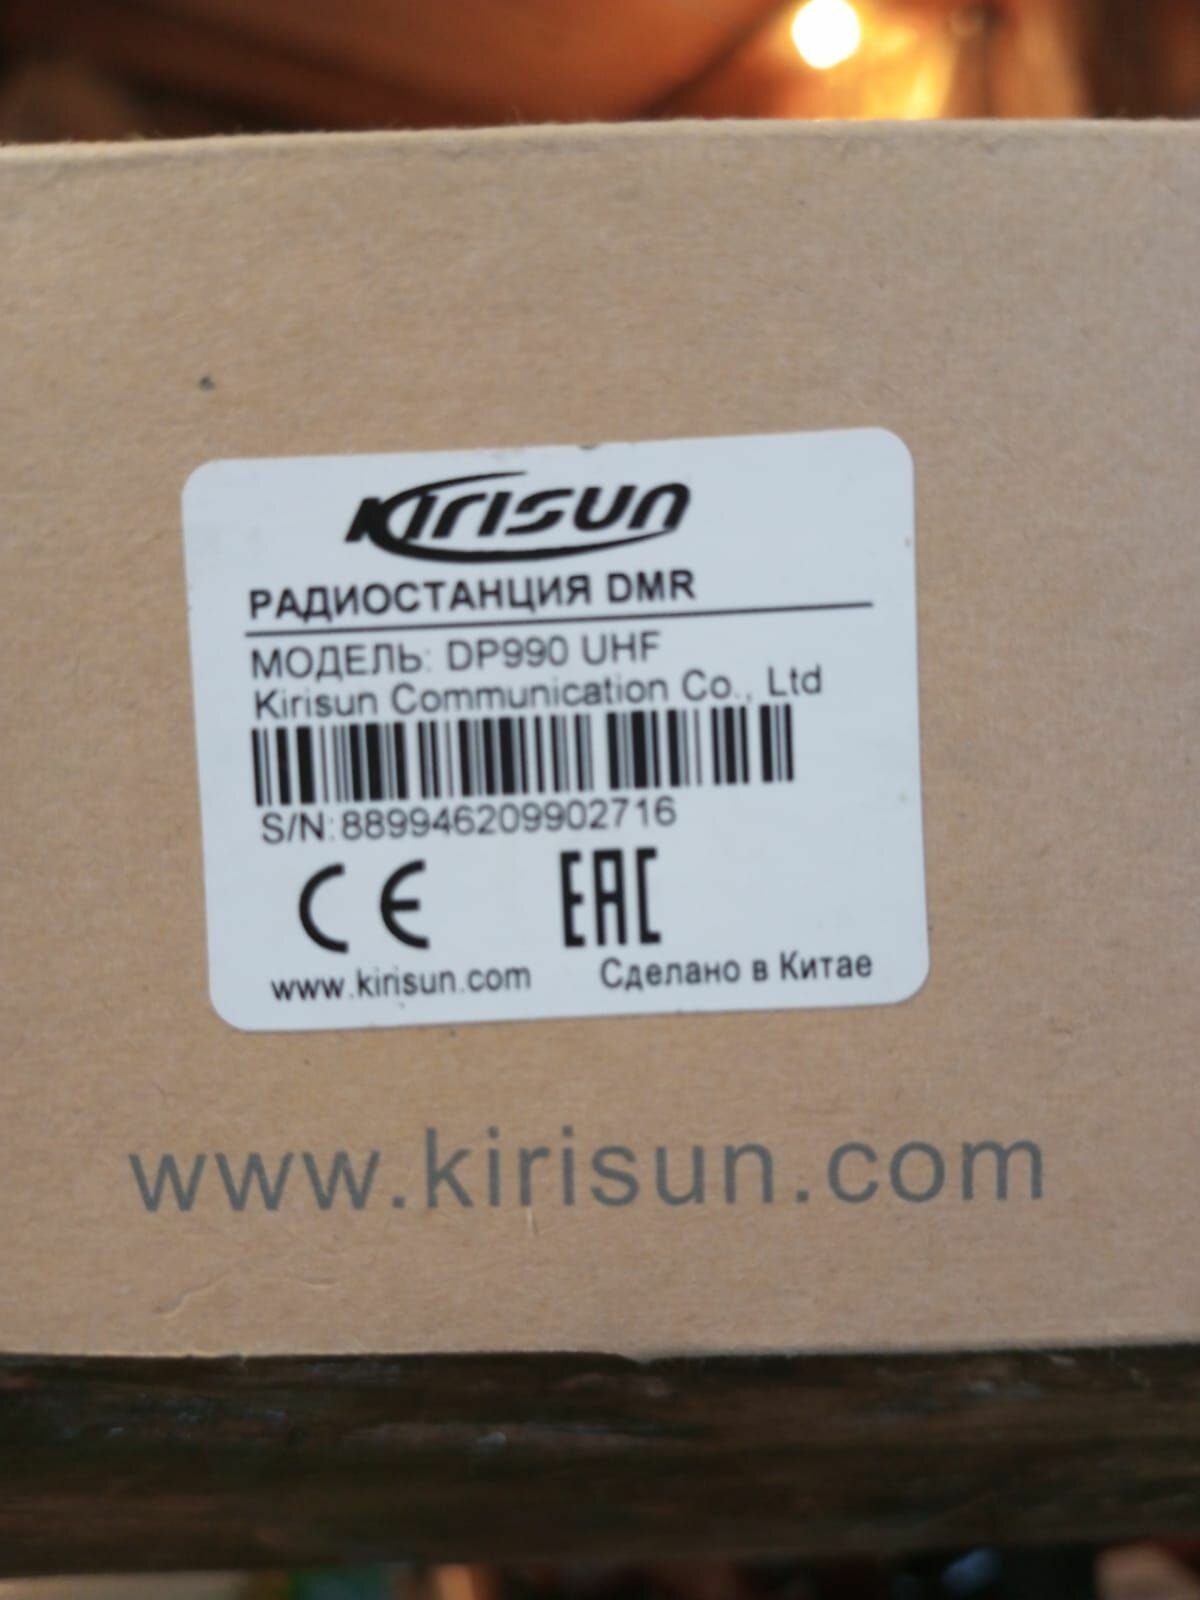 Kirisun
РАДИОСТАНЦИЯ DMR
МОДЕЛЬ: DP990 UHF
Kirisun Communication Co., Ltd
S/N: 889946209902716
CE EAC
www.kirisun.com Сделано в Китае
www.kirisun.com